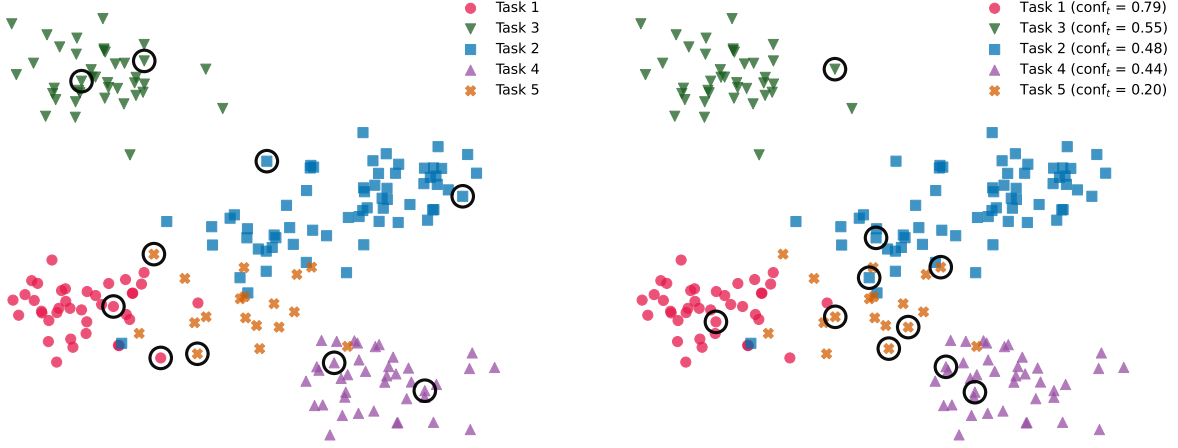 Task 1
Task 3
Task 2
Task 4
Task 5
Task 1 (conf_t = 0.79)
Task 3 (conf_t = 0.55)
Task 2 (conf_t = 0.48)
Task 4 (conf_t = 0.44)
Task 5 (conf_t = 0.20)